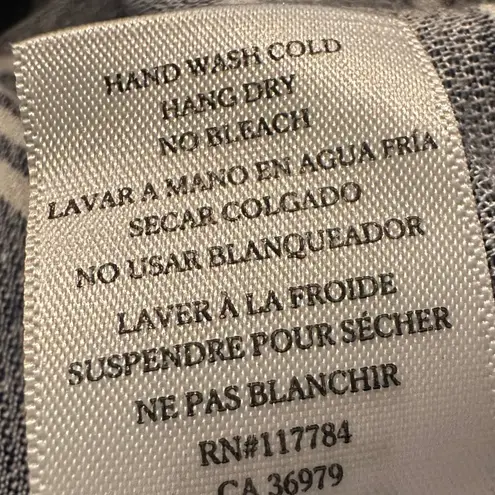 HAND WASH COLD
HANG DRY
NO BLEACH
LAVAR A MANO EN AGUA FRÍA
SECAR COLGADO
NO USAR BLANQUEADOR
LAVER À LA FROIDE
SUSPENDRE POUR SÉCHER
NE PAS BLANCHIR
RN#117784
CA 36979